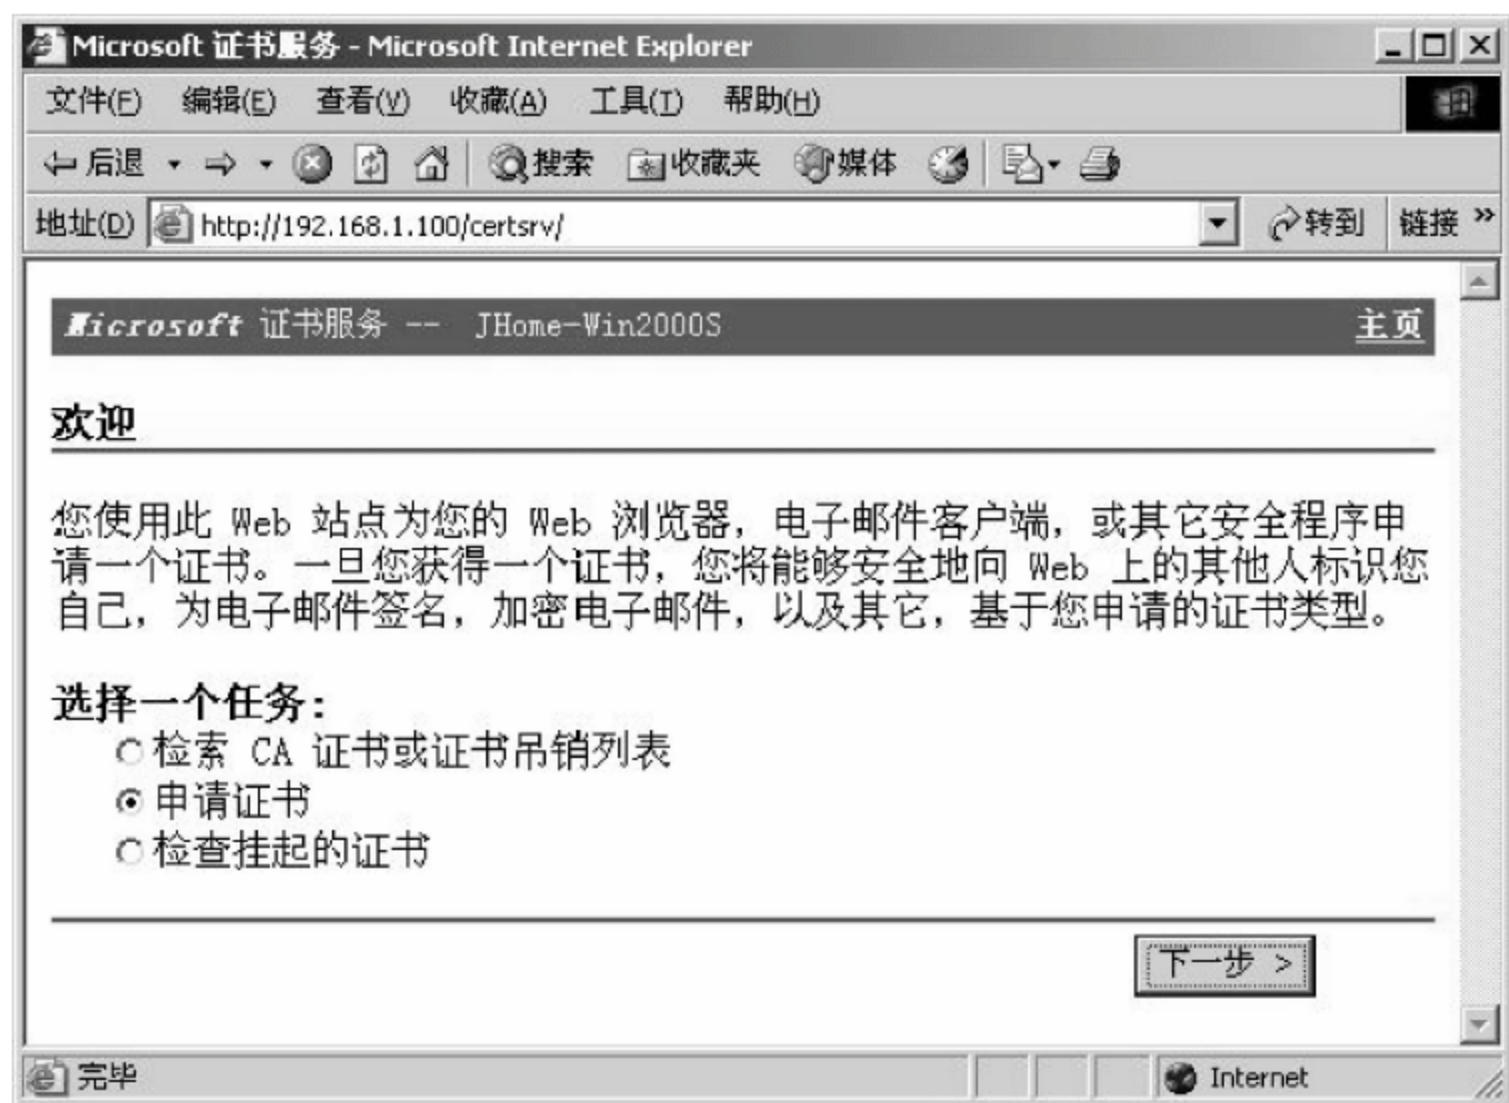 Microsoft 证书服务 - Microsoft Internet Explorer
文件(F) 编辑(E) 查看(V) 收藏(A) 工具(T) 帮助(H)
后退 搜索 收藏夹 媒体
地址(D) http://192.168.1.100/certsrv/ 转到 链接 »
Microsoft 证书服务 -- JHome-Win2000S 主页
欢迎
您使用此 Web 站点为您的 Web 浏览器，电子邮件客户端，或其它安全程序申
请一个证书。一旦您获得一个证书，您将能够安全地向 Web 上的其他人标识您
自己，为电子邮件签名，加密电子邮件，以及其它，基于您申请的证书类型。
选择一个任务：
检索 CA 证书或证书吊销列表
申请证书
检查挂起的证书
下一步 >
完毕 Internet